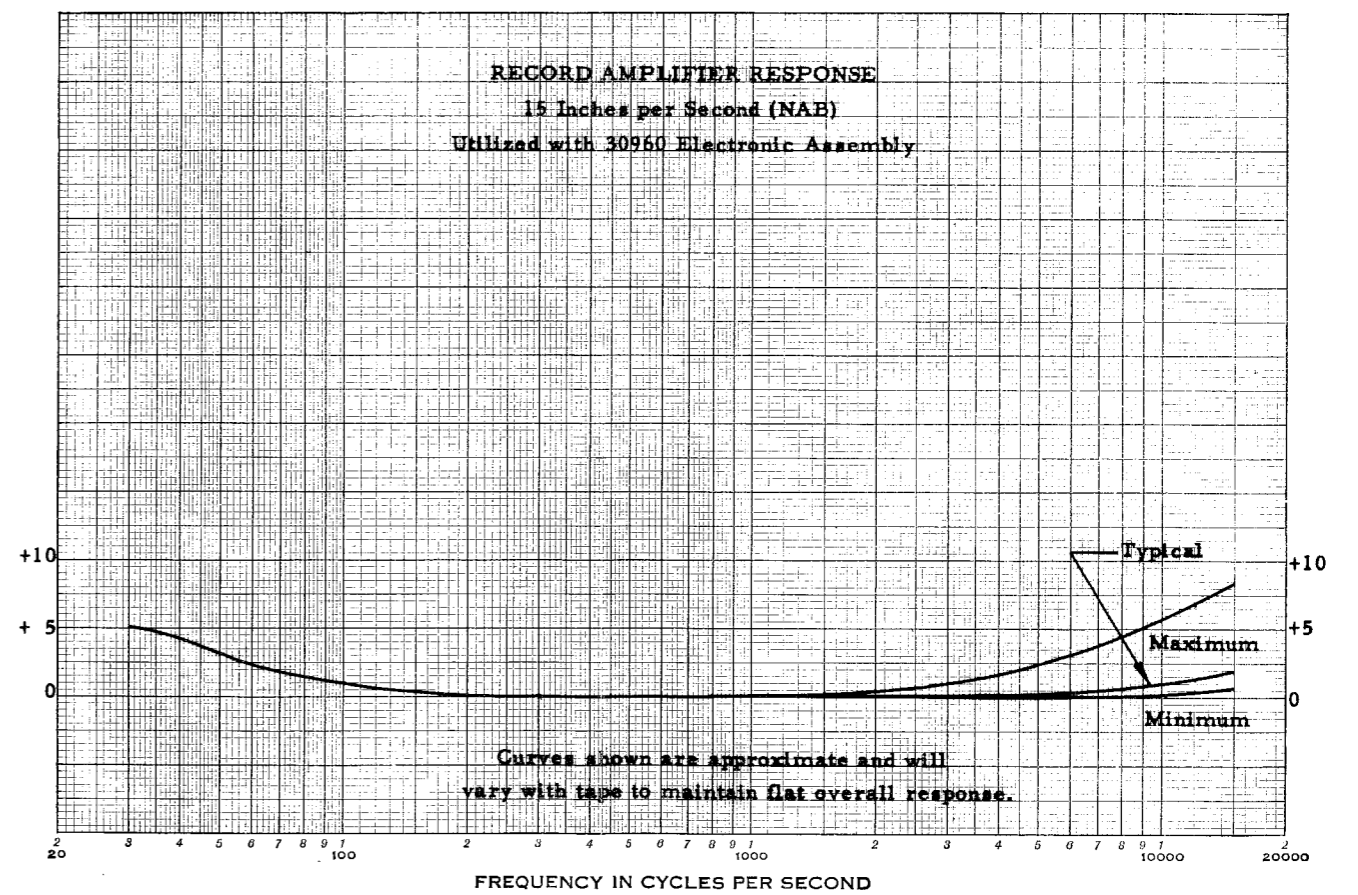 RECORD AMPLIFIER RESPONSE
15 Inches per Second (NAB)
Utilized with 30960 Electronic Assembly
+10
Typical
+10
+ 5
+5
Maximum
0
0
Minimum
Curves shown are approximate and will
vary with tape to maintain flat overall response.
2 3 4 5 6 7 8 9 1 2 3 4 5 6 7 8 9 1 2 3 4 5 6 7 8 9 1 2
20 100 1000 10000 20000
FREQUENCY IN CYCLES PER SECOND